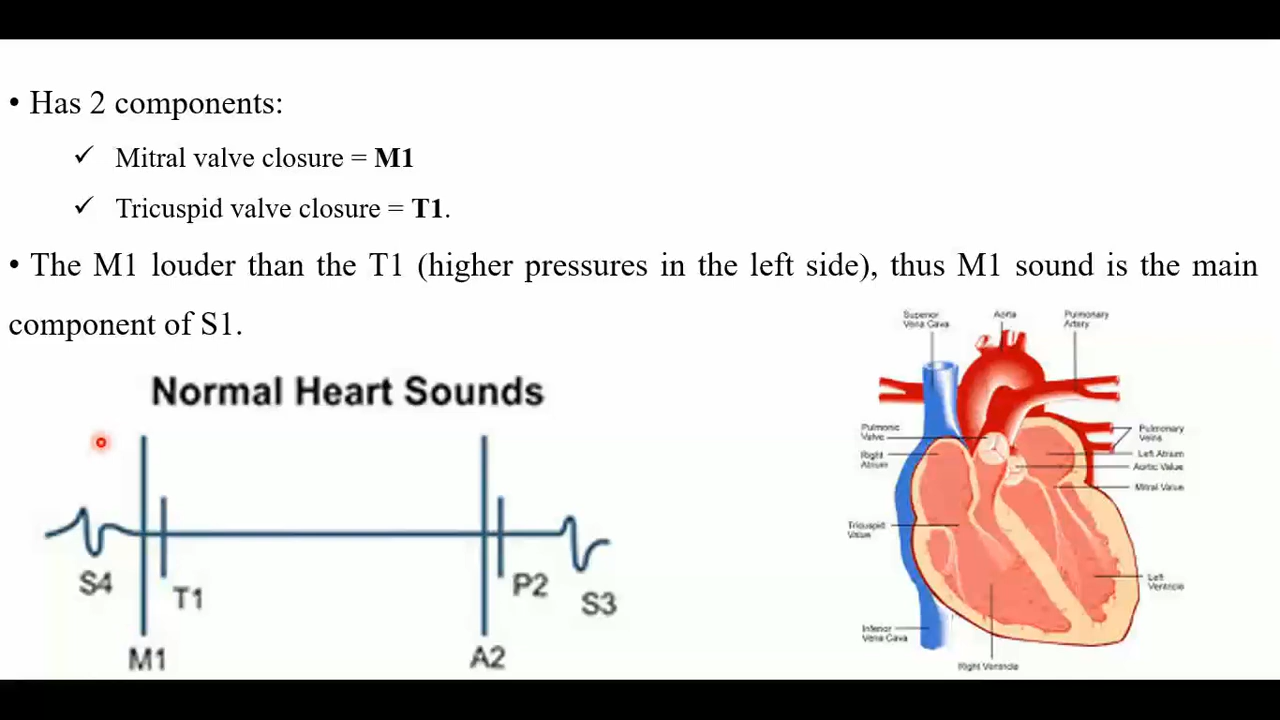 • Has 2 components:
✓ Mitral valve closure = M1
✓ Tricuspid valve closure = T1.
• The M1 louder than the T1 (higher pressures in the left side), thus M1 sound is the main
component of S1.
Normal Heart Sounds
S4
T1
M1
A2
P2
S3
Superior
Vena Cava
Aorta
Pulmonary
Artery
Pulmonic
Valve
Right
Atrium
Tricuspid
Valve
Inferior
Vena Cava
Right Ventricle
Pulmonary
Veins
Left Atrium
Aortic Valve
Mitral Valve
Left
Ventricle